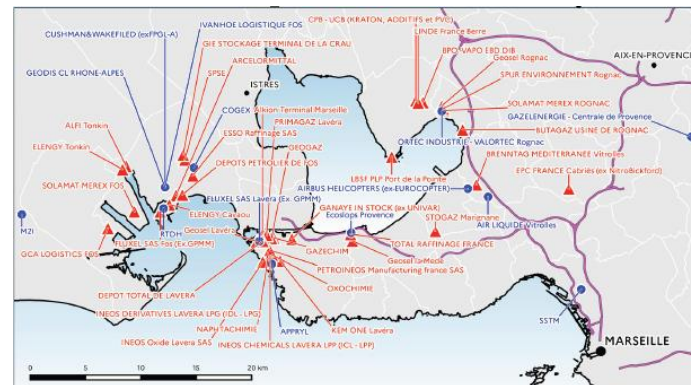 CPB - UCB (KRATON, ADDITIFS et PVC)
IVANHOE LOGISTIQUE FOS
LINDE France Berre
CUSHMAN&WAKEFILED (exFPGL-A)
GIE STOCKAGE TERMINAL DE LA CRAU
BPO, VAPO EBD DIB
ARCELORMITTAL
Geosel Rognac
AIX-EN-PROVENCE
GEODIS CL RHONE-ALPES
SPSE
SPUR ENVIRONNEMENT Rognac
ISTRES
SOLAMAT MEREX ROGNAC
COGEX
Alkion Terminal Marseille
GAZELENERGIE - Centrale de Provence
PRIMAGAZ Lavéra
ALFI Tonkin
ESSO Raffinage SAS
BUTAGAZ USINE DE ROGNAC
ORTEC INDUSTRIE - VALORTEC Rognac
ELENGY Tonkin
GEOGAZ
DEPOTS PETROLIER DE FOS
BRENNTAG MEDITERRANEE Vitrolles
LBSF PLP Port de la Pointe
EPC FRANCE Cabriès (ex NitroBickford)
SOLAMAT MEREX FOS
AIRBUS HELICOPTERS (ex-EUROCOPTER)
FLUXEL SAS Lavera (Ex. GPMM)
GANAYE IN STOCK (ex UNIVAR)
ELENGY Cavaou
Ecoslops Provence
STOGAZ Marignane
M2I
RTDH
Geosel Lavéra
AIR LIQUIDE Vitrolles
FLUXEL-SAS Fos (Ex.GPMM)
TOTAL RAFFINAGE FRANCE
GAZECHIM
GCA LOGISTICS FOS
Geosel la-Mède
PETROINEOS Manufacturing france SAS
OXOCHIMIE
DEPOT TOTAL DE LAVERA
INEOS DERIVATIVES LAVERA LPG (IDL - LPG)
SSTM
NAPHTACHIMIE
APPRYL
KEM ONE Lavéra
MARSEILLE
INEOS Oxide Lavera SAS
INEOS CHEMICALS LAVERA LPP (ICL - LPP)
0 5 10 20 km